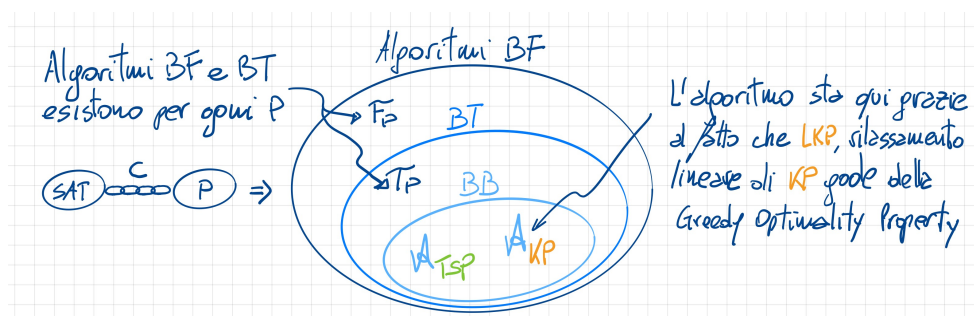 Algoritmi BF e BT
esistono per ogni P
SAT C P ⇒
Algoritmi BF
F_P
BT
T_P
BB
A_TSP
A_KP
L'algoritmo sta qui grazie
al fatto che LKP, rilassamento
lineare di KP gode della
Greedy Optimality Property